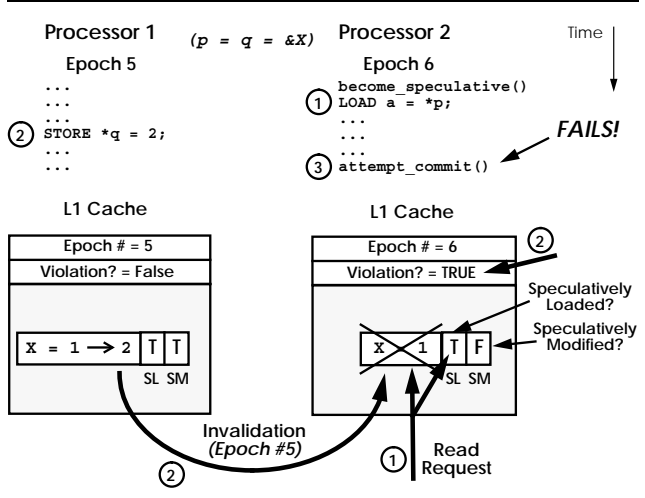 Processor 1
(p = q = &X)
Processor 2
Time
Epoch 5
Epoch 6
...
...
...
② STORE *q = 2;
...
...
become_speculative()
① LOAD a = *p;
...
...
...
③ attempt_commit()
FAILS!
L1 Cache
Epoch # = 5
Violation? = False
X = 1 → 2 T T
SL SM
L1 Cache
Epoch # = 6
Violation? = TRUE
②
Speculatively
Loaded?
Speculatively
Modified?
X = 1 T F
SL SM
Invalidation
(Epoch #5)
②
① Read
Request